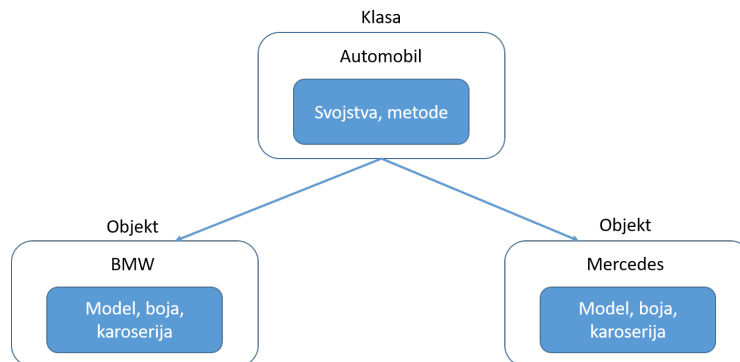 Klasa
Automobil
Svojstva, metode
Objekt
BMW
Model, boja,
karoserija
Objekt
Mercedes
Model, boja,
karoserija